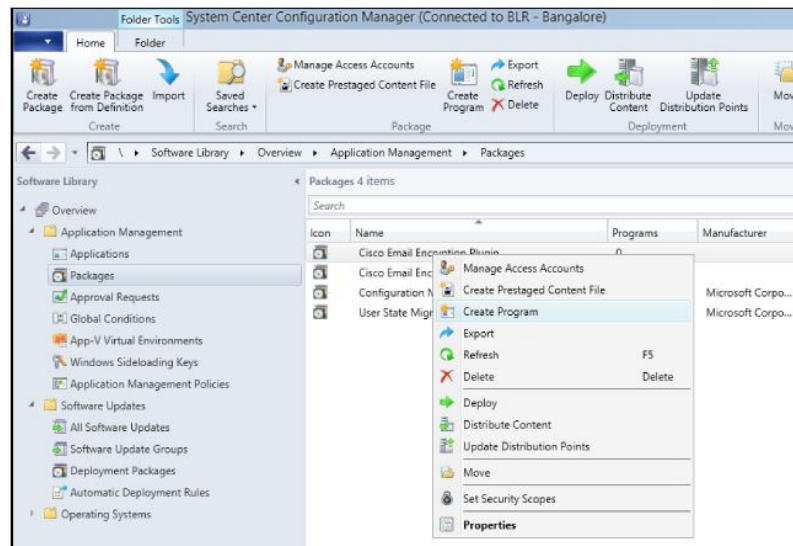 Folder Tools System Center Configuration Manager (Connected to BLR - Bangalore)
Home Folder
Create Package
Create Package from Definition
Import
Saved Searches
Manage Access Accounts
Create Prestaged Content File
Create Program
Export
Refresh
Delete
Deploy
Distribute Content
Update Distribution Points
Create
Search
Package
Deployment
\ Software Library Overview Application Management Packages
Software Library
Overview
Application Management
Applications
Packages
Approval Requests
Global Conditions
App-V Virtual Environments
Windows Sideloading Keys
Application Management Policies
Software Updates
All Software Updates
Software Update Groups
Deployment Packages
Automatic Deployment Rules
Operating Systems
Packages 4 items
Search
Icon Name Programs Manufacturer
Cisco Email Encryption Plugin 0
Cisco Email Enc
Configuration M Microsoft Corpo...
User State Migr Microsoft Corpo...
Manage Access Accounts
Create Prestaged Content File
Create Program
Export
Refresh F5
Delete Delete
Deploy
Distribute Content
Update Distribution Points
Move
Set Security Scopes
Properties